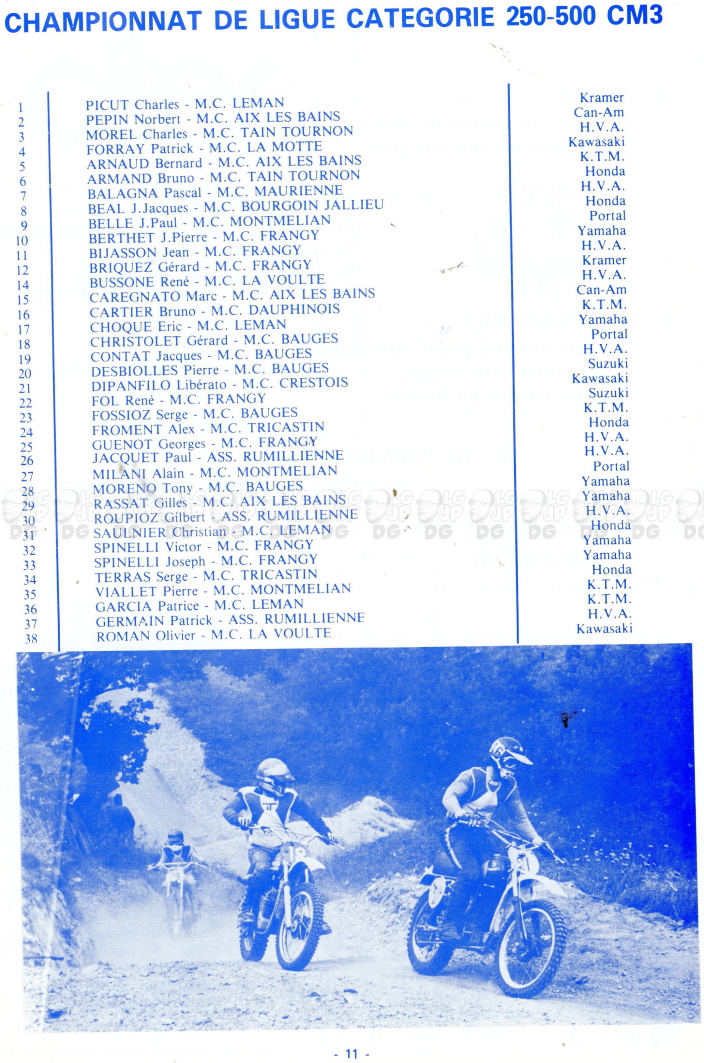 CHAMPIONNAT DE LIGUE CATEGORIE 250-500 CM3
1 PICUT Charles - M.C. LEMAN Kramer
2 PEPIN Norbert - M.C. AIX LES BAINS Can-Am
3 MOREL Charles - M.C. TAIN TOURNON H.V.A.
4 FORRAY Patrick - M.C. LA MOTTE Kawasaki
5 ARNAUD Bernard - M.C. AIX LES BAINS K.T.M.
6 ARMAND Bruno - M.C. TAIN TOURNON Honda
7 BALAGNA Pascal - M.C. MAURIENNE H.V.A.
8 BEAL J.Jacques - M.C. BOURGOIN JALLIEU Honda
9 BELLE J.Paul - M.C. MONTMELIAN Portal
10 BERTHET J.Pierre - M.C. FRANGY Yamaha
11 BIJASSON Jean - M.C. FRANGY H.V.A.
12 BRIQUEZ Gérard - M.C. FRANGY Kramer
14 BUSSONE René - M.C. LA VOULTE H.V.A.
15 CAREGNATO Marc - M.C. AIX LES BAINS Can-Am
16 CARTIER Bruno - M.C. DAUPHINOIS K.T.M.
17 CHOQUE Eric - M.C. LEMAN Yamaha
18 CHRISTOLET Gérard - M.C. BAUGES Portal
19 CONTAT Jacques - M.C. BAUGES H.V.A.
20 DESBIOLLES Pierre - M.C. BAUGES Suzuki
21 DIPANFILO Libérato - M.C. CRESTOIS Kawasaki
22 FOL René - M.C. FRANGY Suzuki
23 FOSSIOZ Serge - M.C. BAUGES K.T.M.
24 FROMENT Alex - M.C. TRICASTIN Honda
25 GUENOT Georges - M.C. FRANGY H.V.A.
26 JACQUET Paul - ASS. RUMILLIENNE H.V.A.
27 MILANI Alain - M.C. MONTMELIAN Portal
28 MORENO Tony - M.C. BAUGES Yamaha
29 RASSAT Gilles - M.C. AIX LES BAINS Yamaha
30 ROUPIOZ Gilbert - ASS. RUMILLIENNE H.V.A.
31 SAULNIER Christian - M.C. LEMAN Honda
32 SPINELLI Victor - M.C. FRANGY Yamaha
33 SPINELLI Joseph - M.C. FRANGY Yamaha
34 TERRAS Serge - M.C. TRICASTIN Honda
35 VIALLET Pierre - M.C. MONTMELIAN K.T.M.
36 GARCIA Patrice - M.C. LEMAN K.T.M.
37 GERMAIN Patrick - ASS. RUMILLIENNE H.V.A.
38 ROMAN Olivier - M.C. LA VOULTE Kawasaki
- 11 -